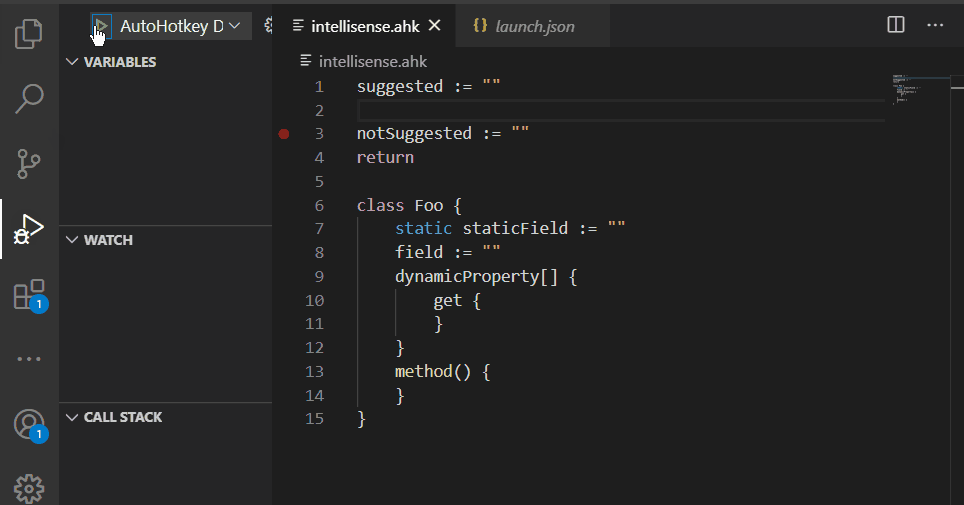 AutoHotkey D
intellisense.ahk
{} launch.json
VARIABLES
intellisense.ahk
1 suggested := ""
2
3 notSuggested := ""
4 return
5
6 class Foo {
7 static staticField := ""
8 field := ""
9 dynamicProperty[] {
10 get {
11 }
12 }
13 method() {
14 }
15 }
WATCH
1
CALL STACK
1